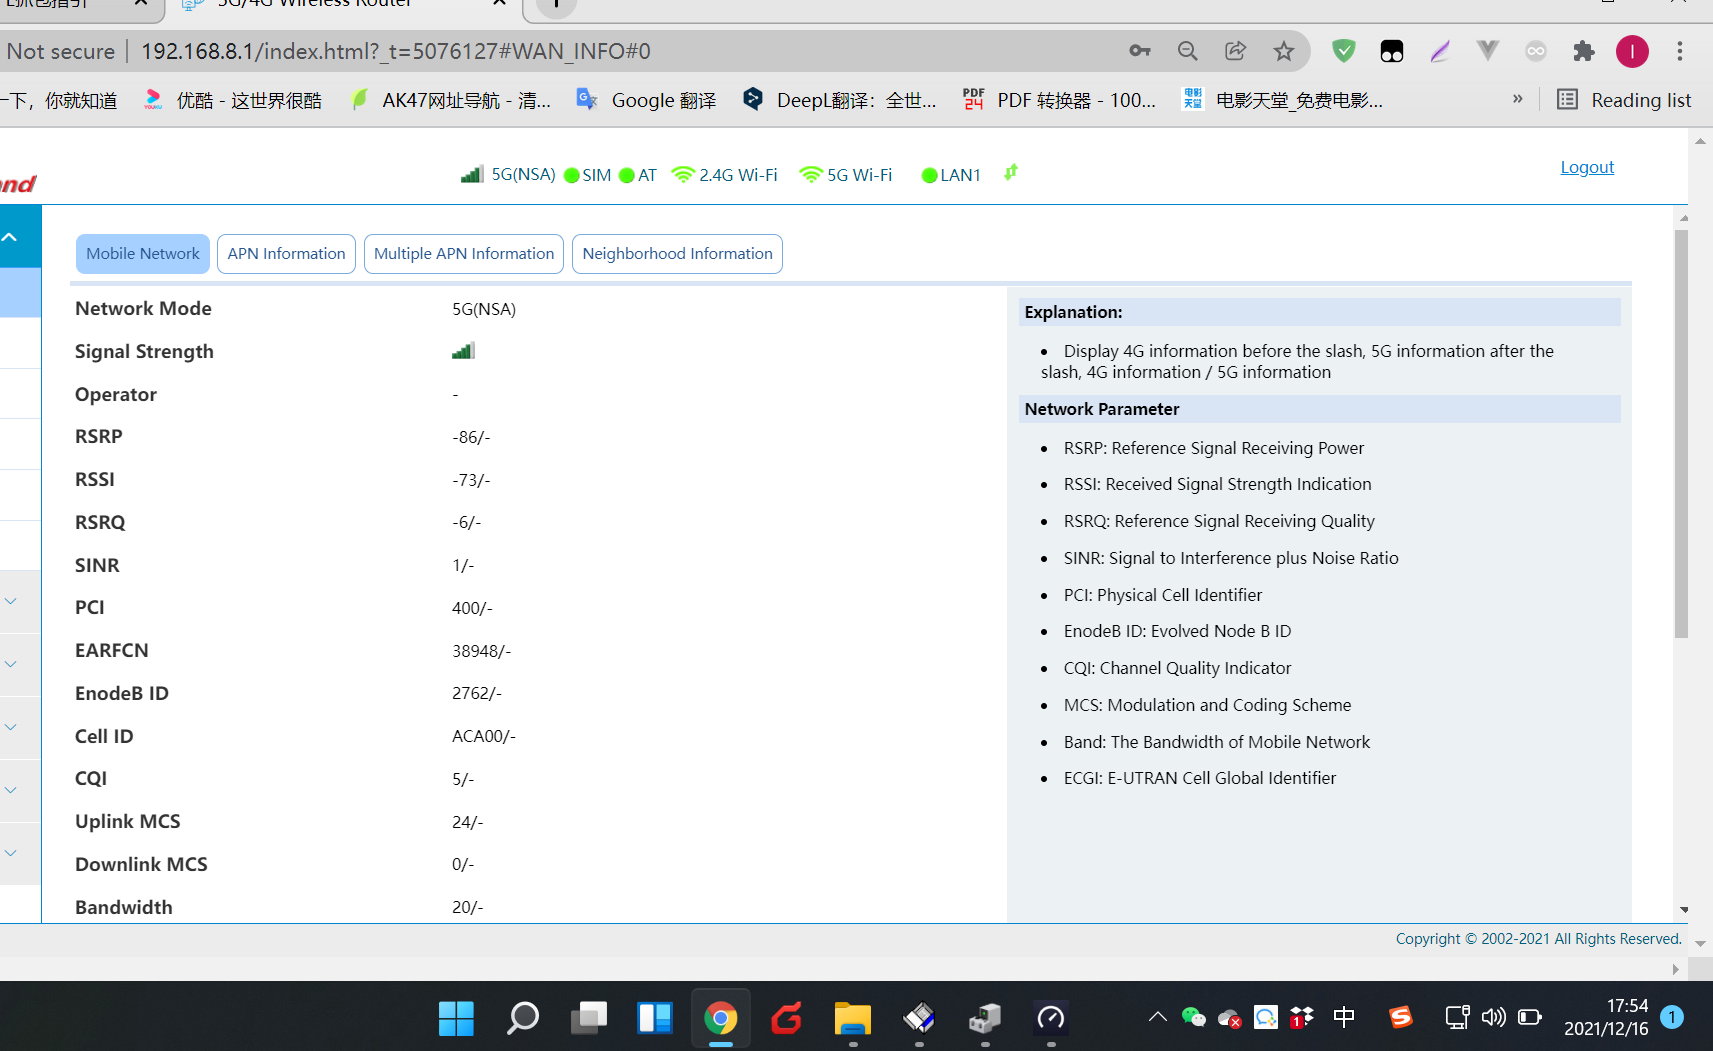 5G/4G Wireless Router
Not secure | 192.168.8.1/index.html?_t=5076127#WAN_INFO#0
一下，你就知道 优酷 - 这世界很酷 AK47网址导航 - 清... Google 翻译 DeepL翻译：全世... PDF 转换器 - 100... 电影天堂_免费电影... » Reading list
5G(NSA) SIM AT 2.4G Wi-Fi 5G Wi-Fi LAN1 Logout
Mobile Network APN Information Multiple APN Information Neighborhood Information
Network Mode 5G(NSA)
Signal Strength
Operator -
RSRP -86/-
RSSI -73/-
RSRQ -6/-
SINR 1/-
PCI 400/-
EARFCN 38948/-
EnodeB ID 2762/-
Cell ID ACA00/-
CQI 5/-
Uplink MCS 24/-
Downlink MCS 0/-
Bandwidth 20/-
Explanation:
• Display 4G information before the slash, 5G information after the
slash, 4G information / 5G information
Network Parameter
• RSRP: Reference Signal Receiving Power
• RSSI: Received Signal Strength Indication
• RSRQ: Reference Signal Receiving Quality
• SINR: Signal to Interference plus Noise Ratio
• PCI: Physical Cell Identifier
• EnodeB ID: Evolved Node B ID
• CQI: Channel Quality Indicator
• MCS: Modulation and Coding Scheme
• Band: The Bandwidth of Mobile Network
• ECGI: E-UTRAN Cell Global Identifier
Copyright © 2002-2021 All Rights Reserved.
中 17:54
2021/12/16 1